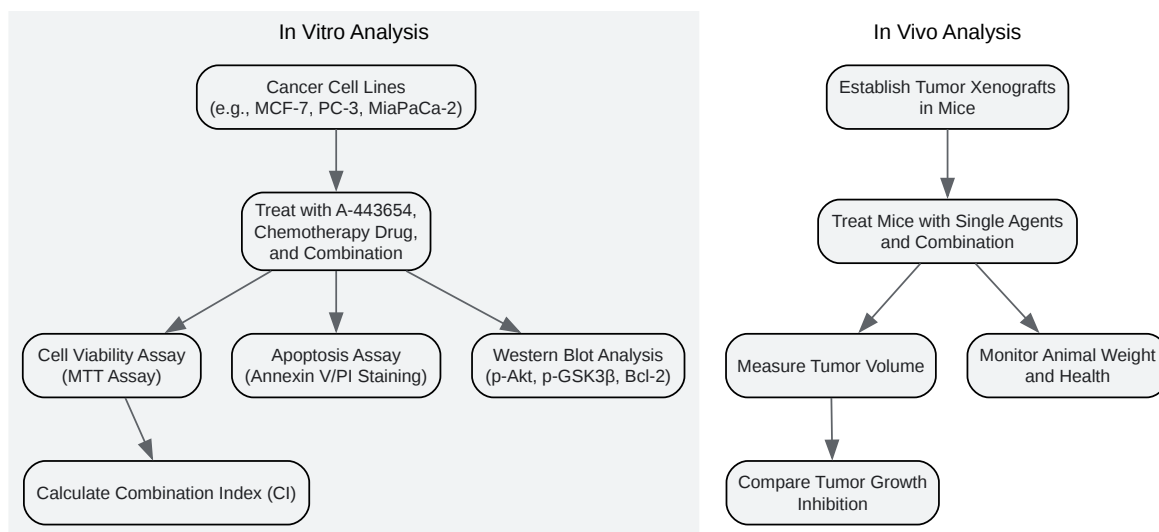 In Vitro Analysis
Cancer Cell Lines
(e.g., MCF-7, PC-3, MiaPaCa-2)
Treat with A-443654,
Chemotherapy Drug,
and Combination
Cell Viability Assay
(MTT Assay)
Apoptosis Assay
(Annexin V/PI Staining)
Western Blot Analysis
(p-Akt, p-GSK3β, Bcl-2)
Calculate Combination Index (CI)
In Vivo Analysis
Establish Tumor Xenografts
in Mice
Treat Mice with Single Agents
and Combination
Measure Tumor Volume
Monitor Animal Weight
and Health
Compare Tumor Growth
Inhibition